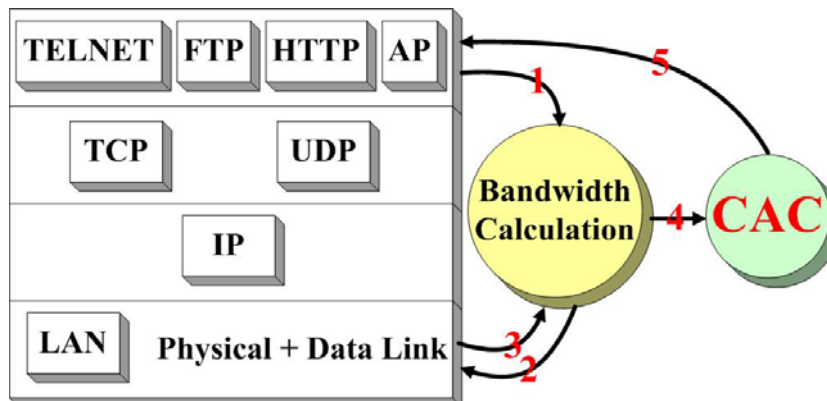 TELNET FTP HTTP AP
1
5
TCP UDP
Bandwidth
Calculation
4
CAC
IP
LAN Physical + Data Link
3
2